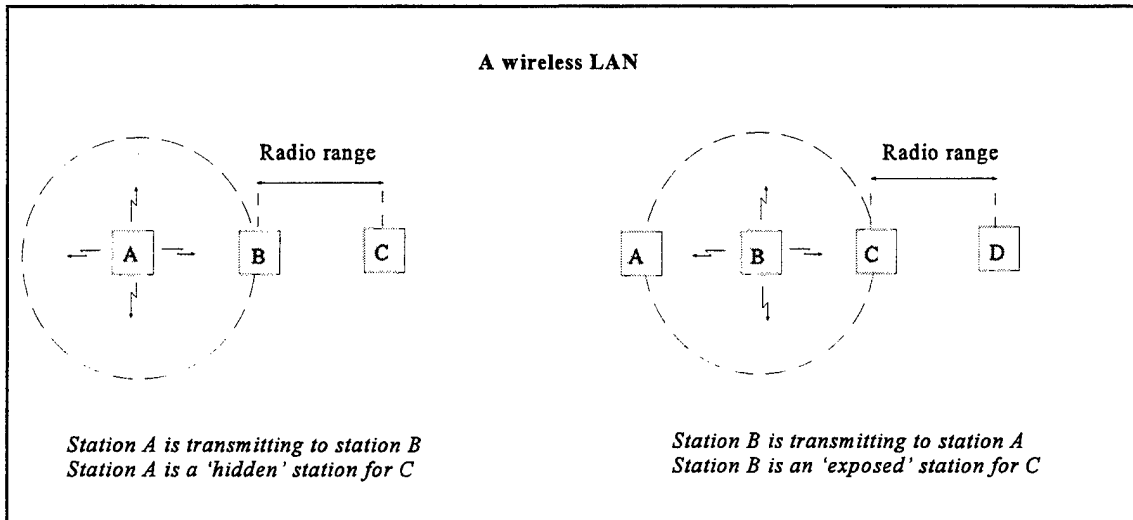 A wireless LAN
Radio range
A
B
C
Station A is transmitting to station B
Station A is a 'hidden' station for C
Radio range
A
B
C
D
Station B is transmitting to station A
Station B is an 'exposed' station for C